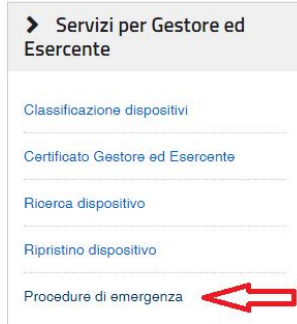 Servizi per Gestore ed
Esercente
Classificazione dispositivi
Certificato Gestore ed Esercente
Ricerca dispositivo
Ripristino dispositivo
Procedure di emergenza